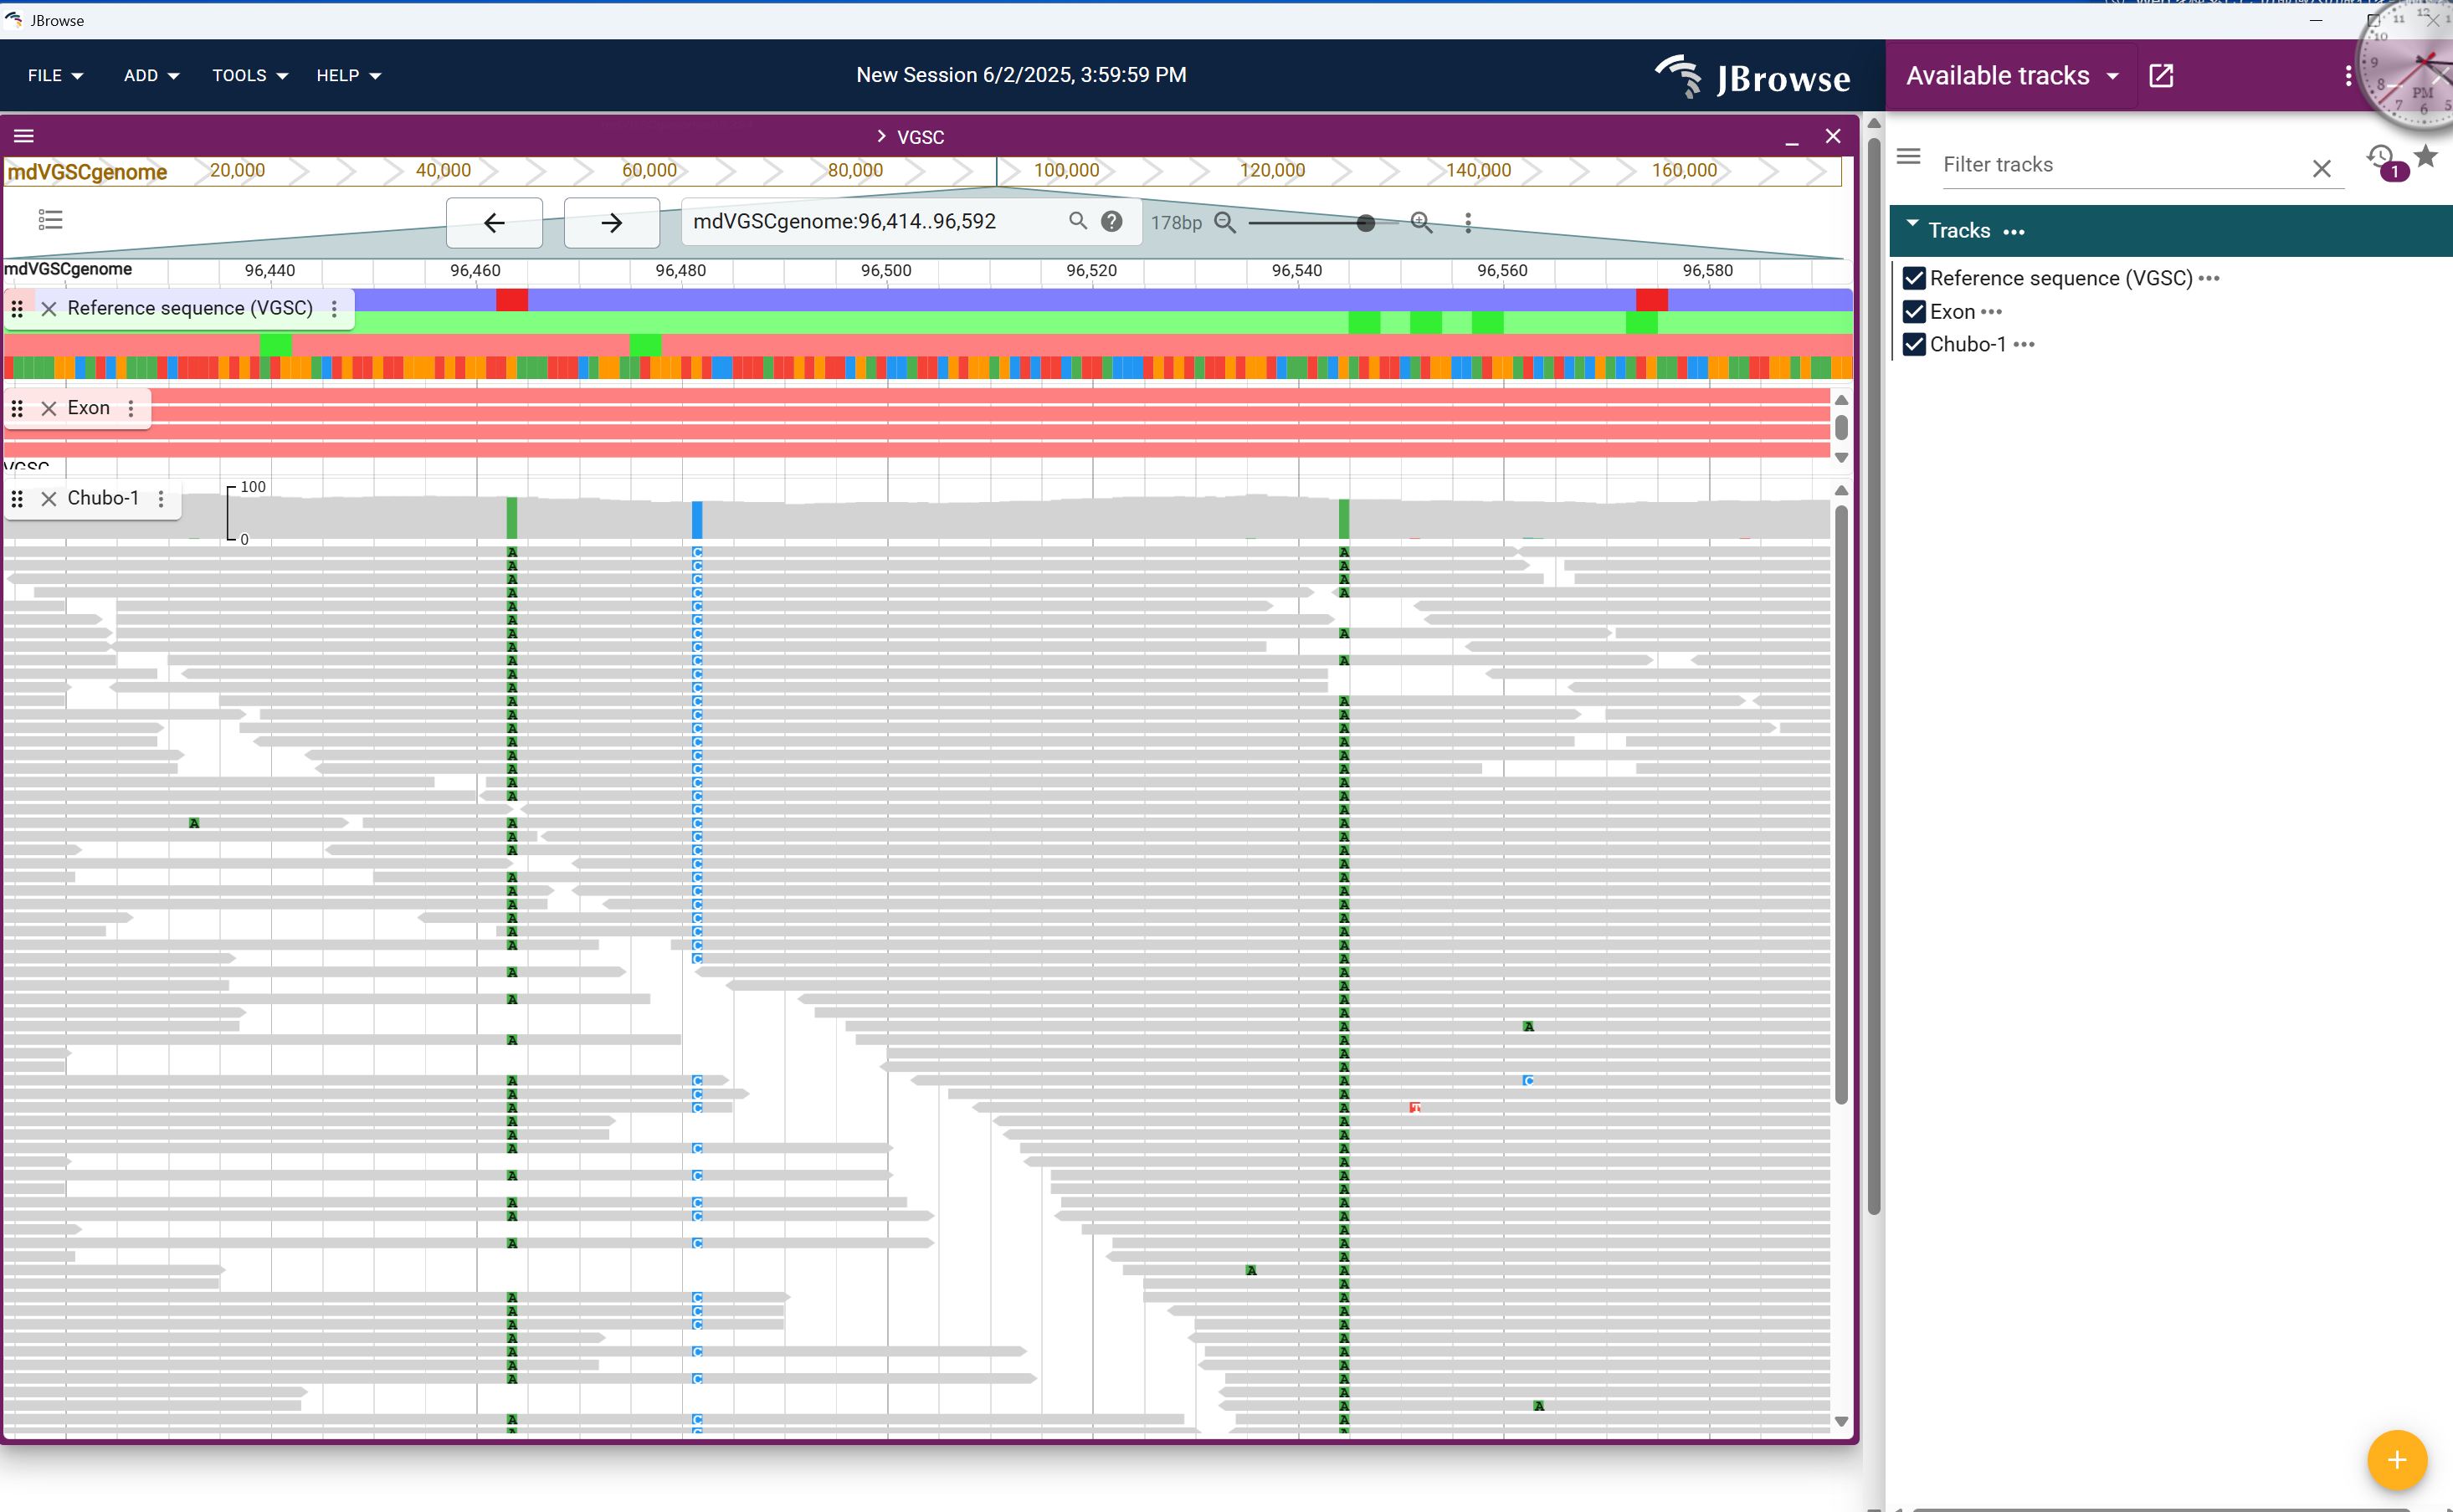 JBrowse
FILE ADD TOOLS HELP
New Session 6/2/2025, 3:59:59 PM
JBrowse
Available tracks
VGSC
Filter tracks
1
mdVGSCgenome 20,000 40,000 60,000 80,000 100,000 120,000 140,000 160,000
mdVGSCgenome:96,414..96,592
178bp
Tracks
mdVGSCgenome 96,440 96,460 96,480 96,500 96,520 96,540 96,560 96,580
Reference sequence (VGSC)
Exon
Chubo-1
Reference sequence (VGSC)
Exon
VGSC
Chubo-1
100
0